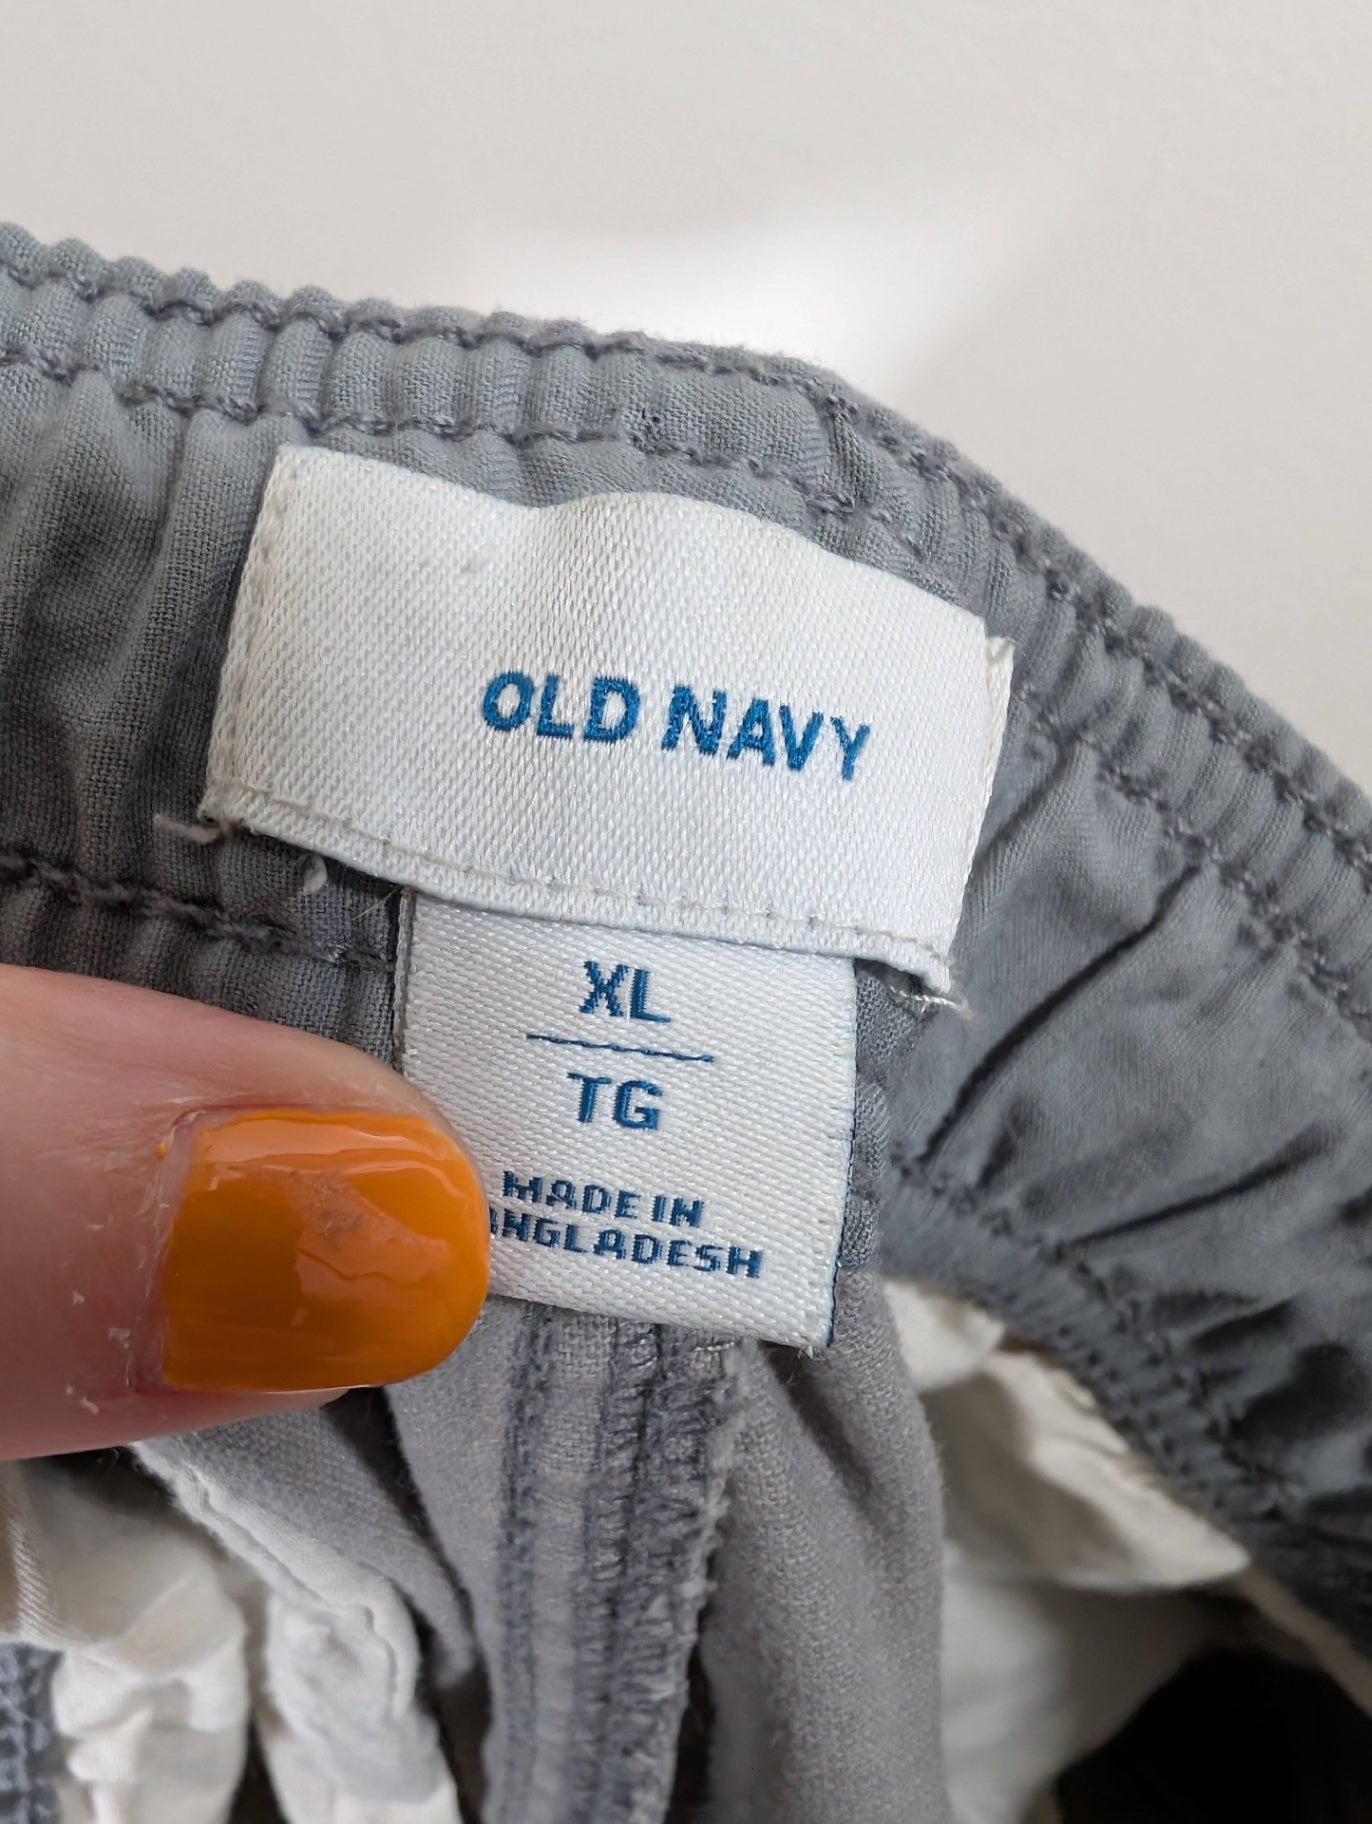 OLD NAVY
XL
TG
MADE IN
ANGLADESH